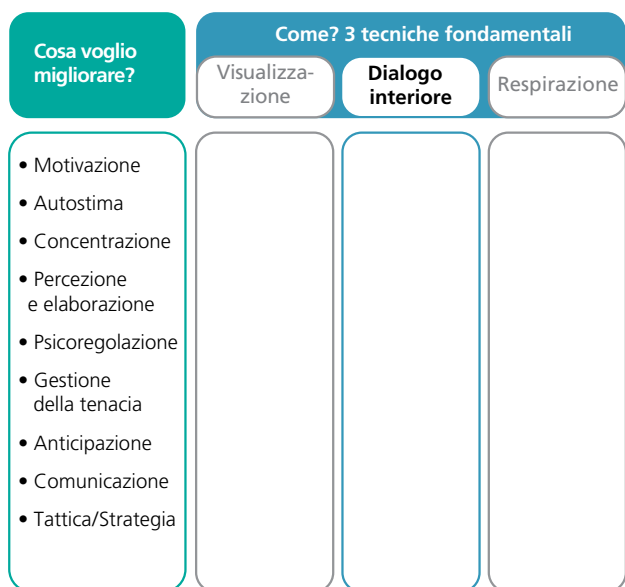 Cosa voglio
migliorare?
Come? 3 tecniche fondamentali
Visualizza-
zione
Dialogo
interiore
Respirazione
• Motivazione
• Autostima
• Concentrazione
• Percezione
e elaborazione
• Psicoregolazione
• Gestione
della tenacia
• Anticipazione
• Comunicazione
• Tattica/Strategia